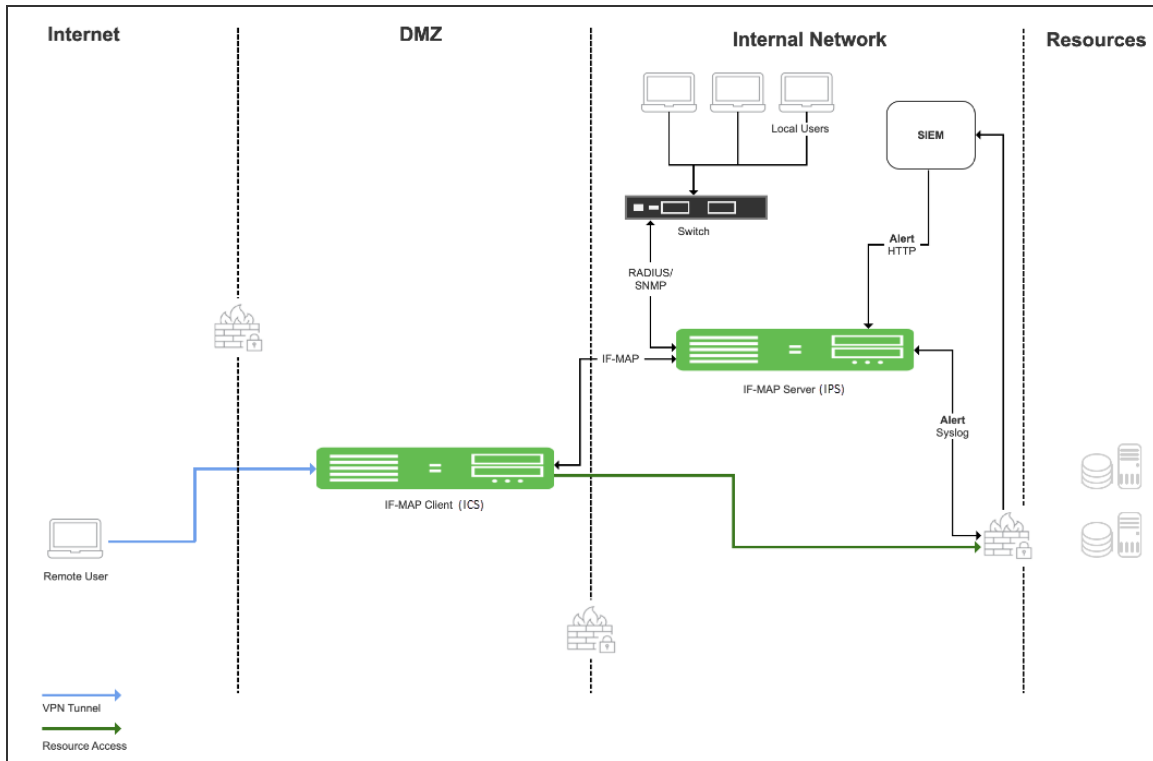 Internet
DMZ
Internal Network
Resources
Local Users
SIEM
Switch
Alert
HTTP
RADIUS/
SNMP
IF-MAP
IF-MAP Server (IPS)
Alert
Syslog
IF-MAP Client (ICS)
Remote User
VPN Tunnel
Resource Access